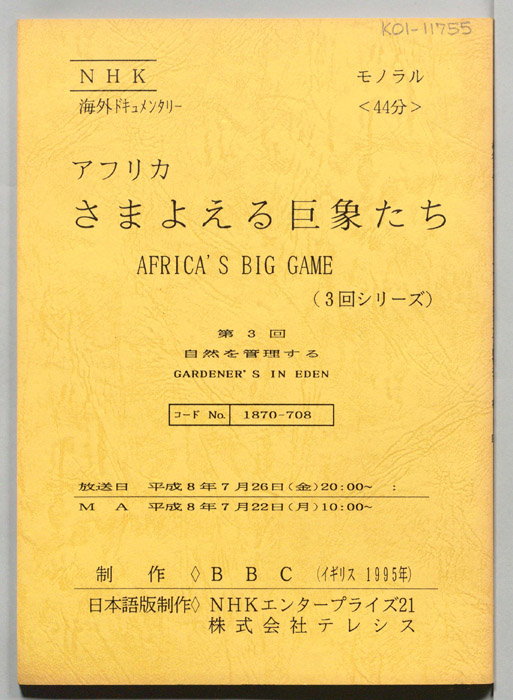 K01-11755
NHK モノラル
海外ドキュメンタリー <44分>
アフリカ
さまよえる巨象たち
AFRICA'S BIG GAME
(3回シリーズ)
第3回
自然を管理する
GARDENER'S IN EDEN
コード No. 1870-708
放送日 平成8年7月26日(金)20:00~ :
MA 平成8年7月22日(月)10:00~
制作◇BBC (イギリス 1995年)
日本語版制作◇NHKエンタープライズ21
株式会社テレシス